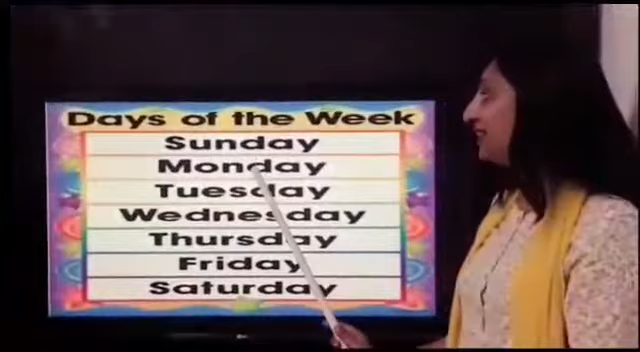 Days of the Week
Sunday
Monday
Tuesday
Wednesday
Thursday
Friday
Saturday